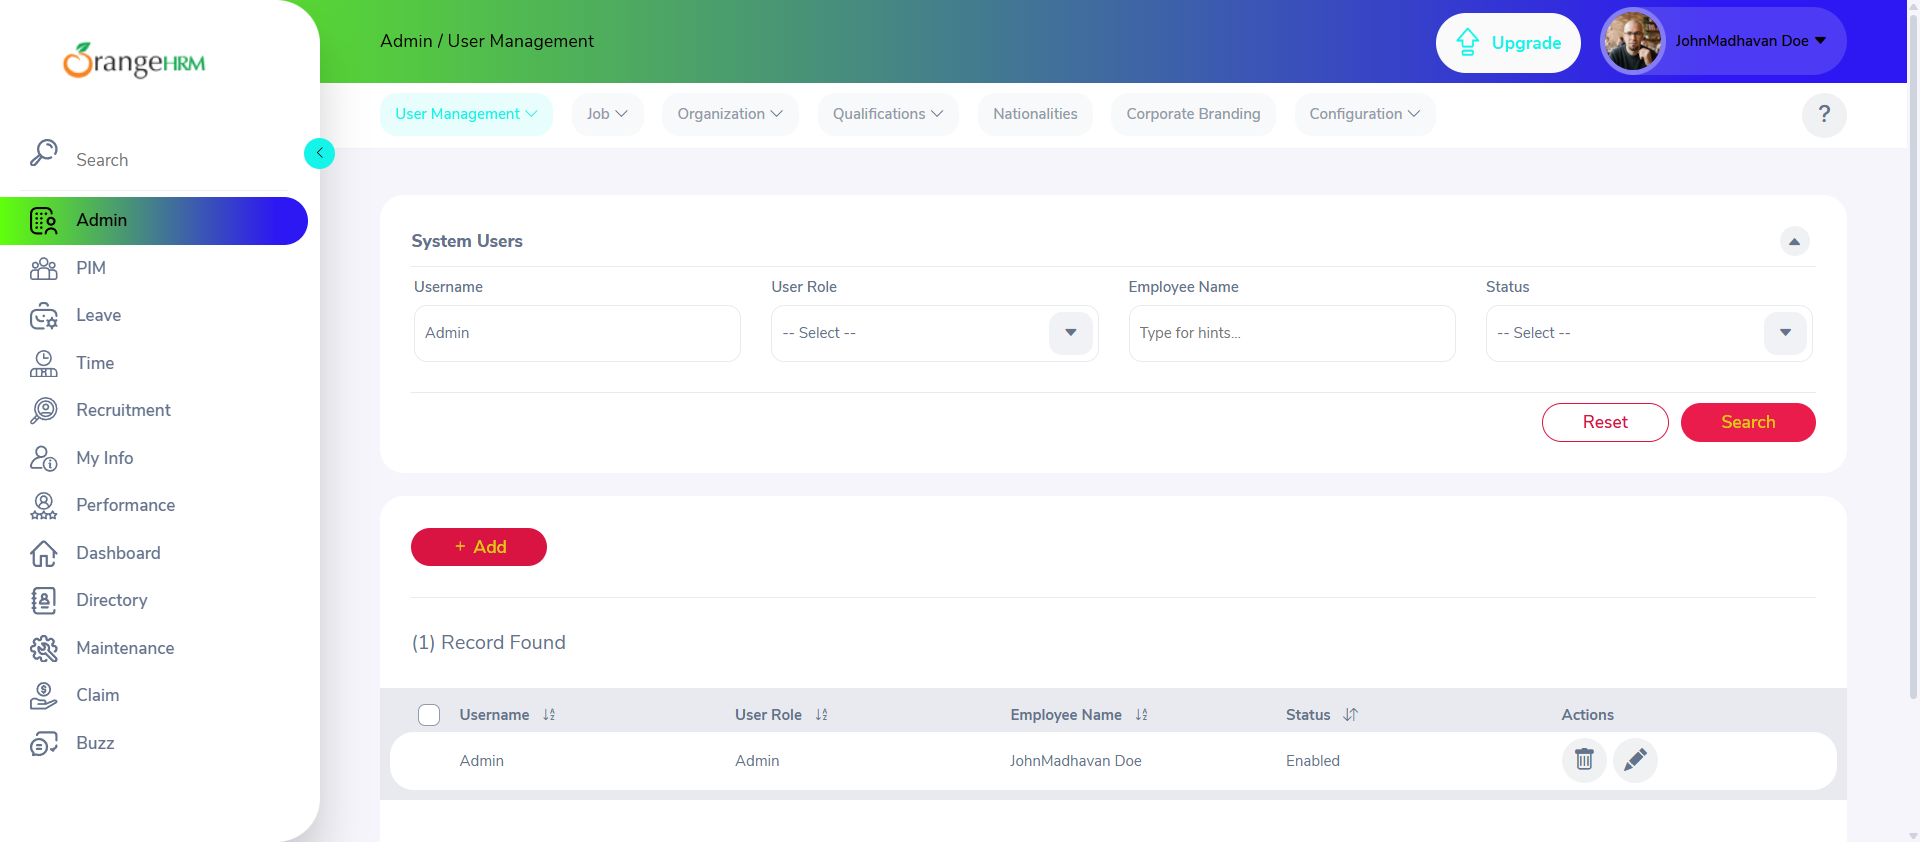 OrangeHRM
Admin / User Management
Upgrade
JohnMadhavan Doe
User Management
Job
Organization
Qualifications
Nationalities
Corporate Branding
Configuration
?
Search
Admin
PIM
Leave
Time
Recruitment
My Info
Performance
Dashboard
Directory
Maintenance
Claim
Buzz
System Users
Username
User Role
Employee Name
Status
Admin
-- Select --
Type for hints...
-- Select --
Reset
Search
+ Add
(1) Record Found
Username
User Role
Employee Name
Status
Actions
Admin
Admin
JohnMadhavan Doe
Enabled